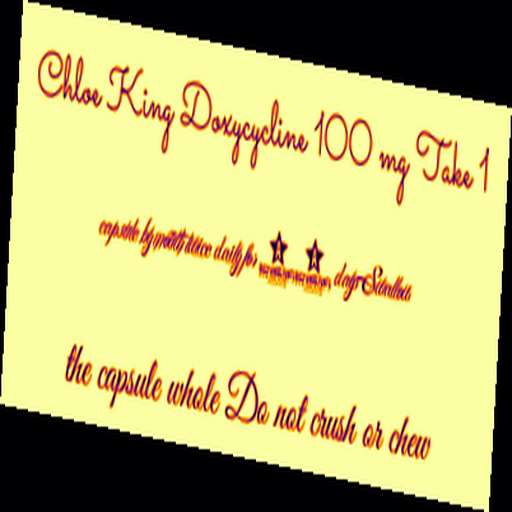 Chloe King Doxycycline 100 mg Take 1
capsule by mouth twice daily for days Swallow
the capsule whole Do not crush or chew